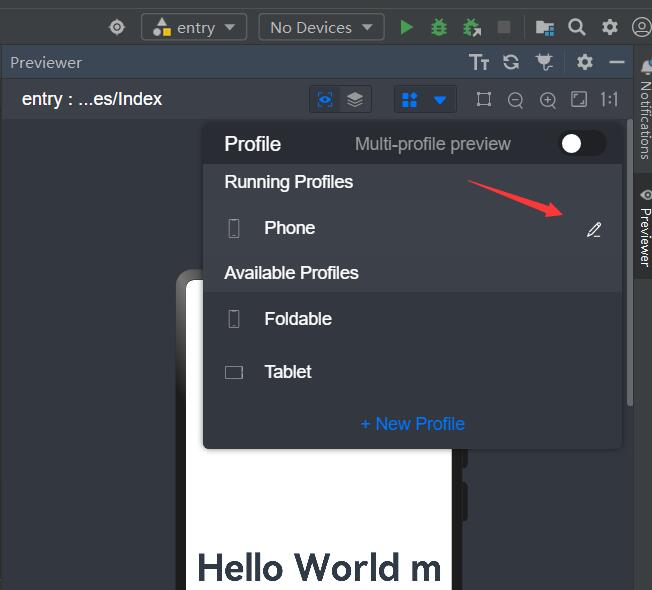 entry
No Devices
Previewer
entry : ...es/Index
1:1
Profile
Multi-profile preview
Running Profiles
Phone
Available Profiles
Foldable
Tablet
+ New Profile
Hello World m
Notifications
Previewer